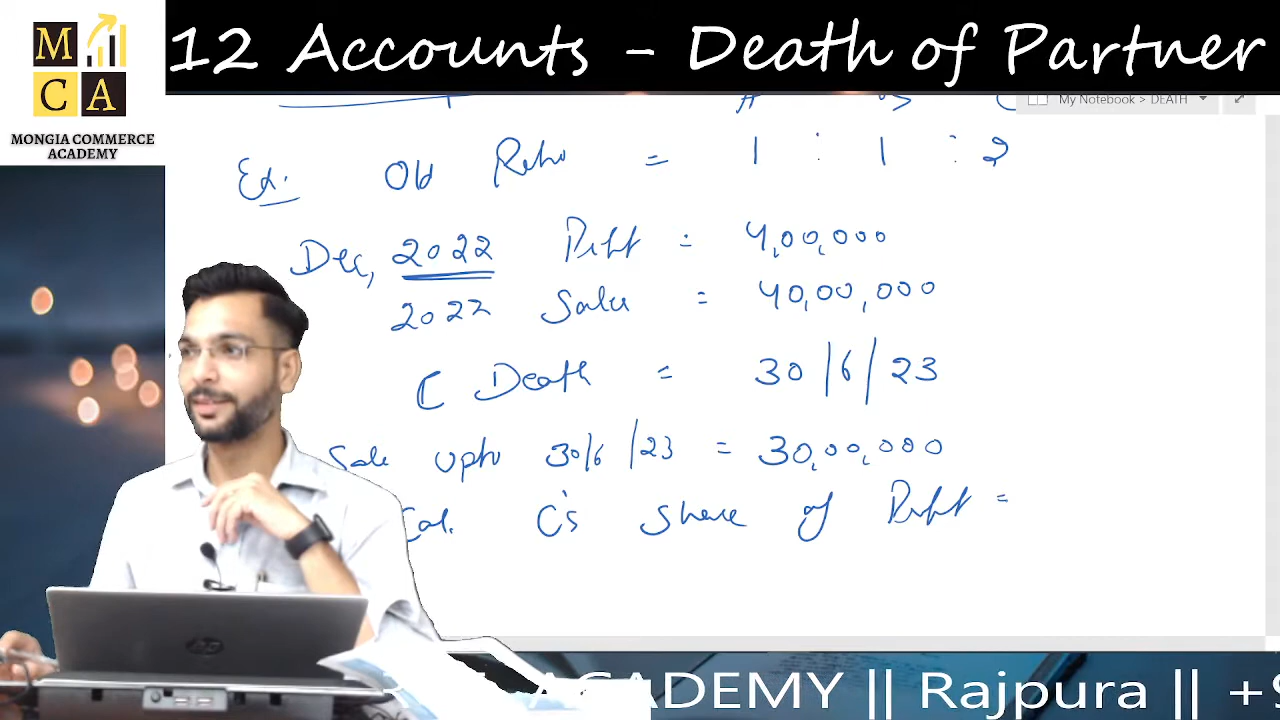 12 Accounts - Death of Partner
M
C A
MONGIA COMMERCE
ACADEMY
My Notebook > DEATH
A B C
Ex. Old Ratio = 1 : 1 : 2
Dec, 2022 Profit = 4,00,000
2022 Sales = 40,00,000
C Death = 30/6/23
Sale upto 30/6/23 = 30,00,000
Cal. C's share of Profit =
ACADEMY || Rajpura ||